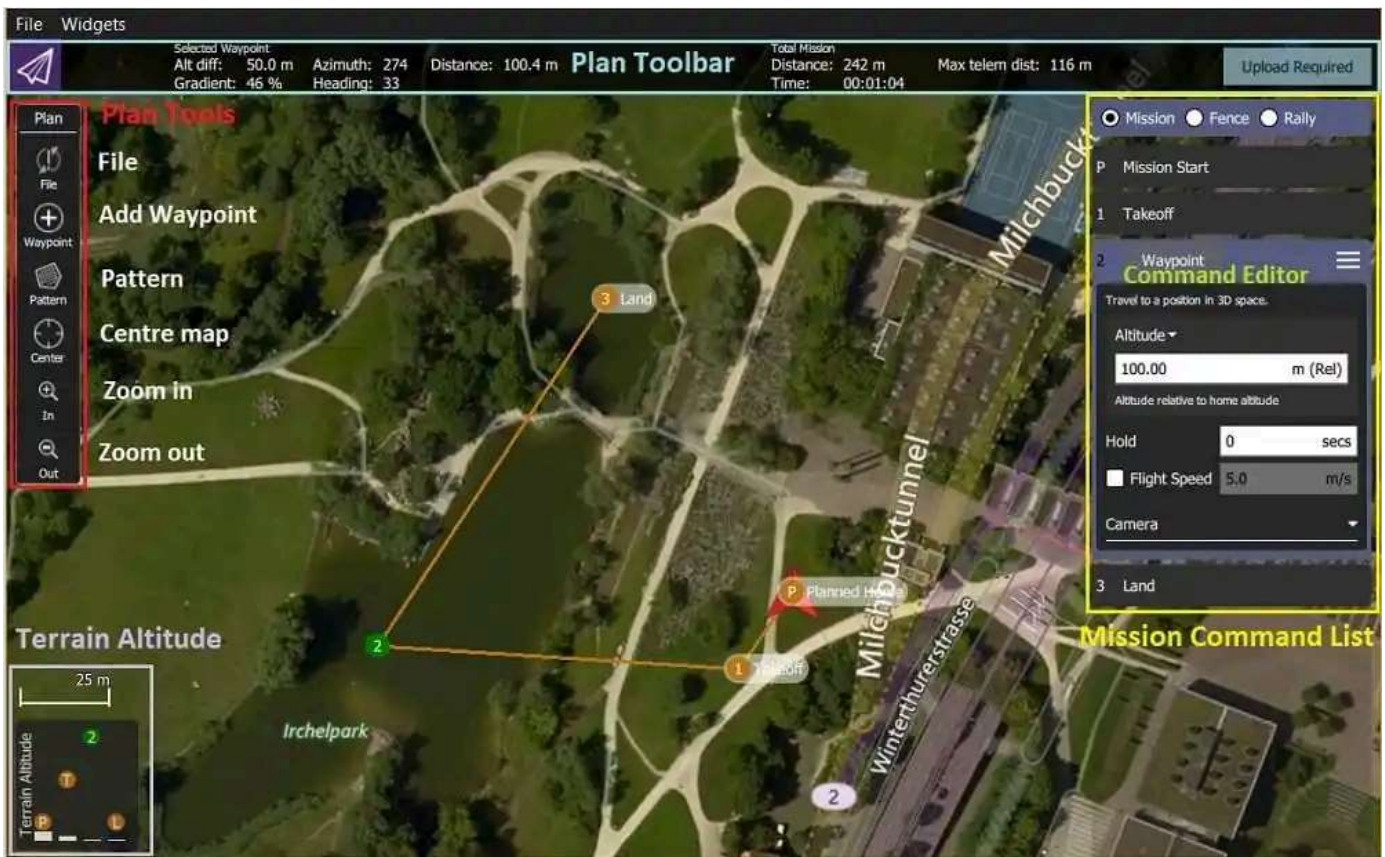 File Widgets
Selected Waypoint
Alt diff: 50.0 m Azimuth: 274 Distance: 100.4 m
Gradient: 46 % Heading: 33
Plan Toolbar
Total Mission
Distance: 242 m Max telem dist: 116 m
Time: 00:01:04
Upload Required
Plan
Plan Tools
File
File
Waypoint
Add Waypoint
Pattern
Pattern
Center
Centre map
In
Zoom in
Out
Zoom out
Mission Fence Rally
P Mission Start
1 Takeoff
2 Waypoint
Command Editor
Travel to a position in 3D space.
Altitude
100.00 m (Rel)
Altitude relative to home altitude
Hold 0 secs
Flight Speed 5.0 m/s
Camera
3 Land
Mission Command List
Milchbucktunnel
3 Land
Milchbucktunnel
P Planned Home
2
1 Takeoff
Winterthurerstrasse
Irchelpark
2
Terrain Altitude
25 m
Terrain Altitude
2
T
P
L